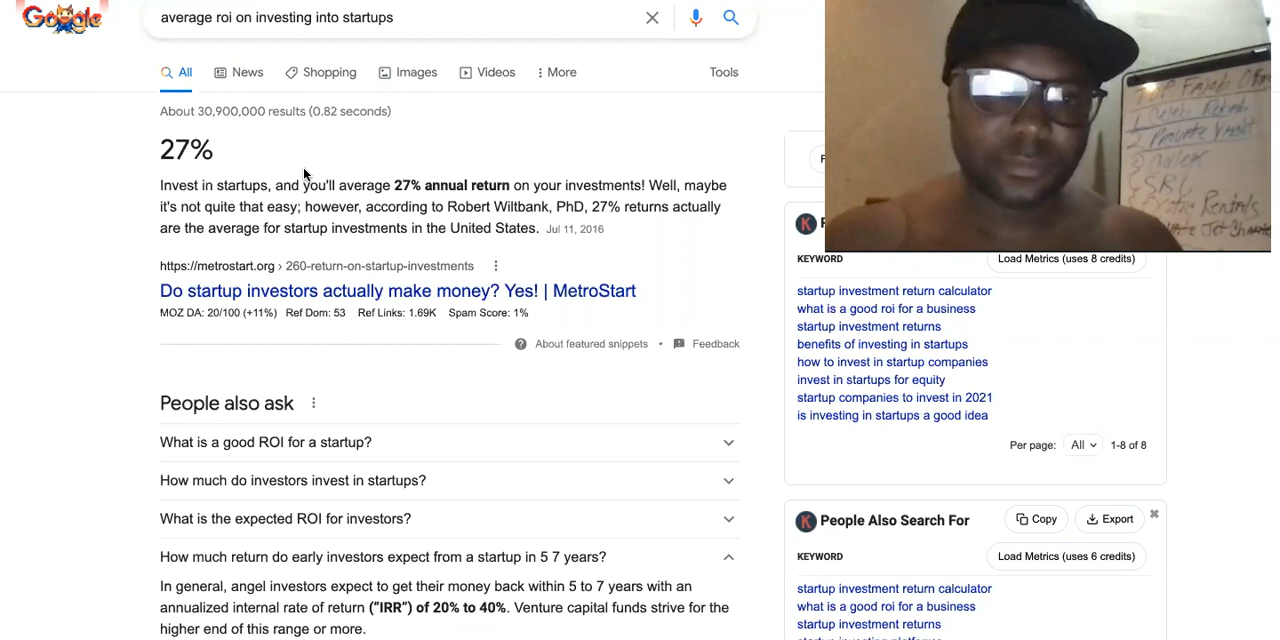 Google
average roi on investing into startups
All
News
Shopping
Images
Videos
More
Tools
About 30,900,000 results (0.82 seconds)
27%
Invest in startups, and you'll average 27% annual return on your investments! Well, maybe
it's not quite that easy; however, according to Robert Wiltbank, PhD, 27% returns actually
are the average for startup investments in the United States. Jul 11, 2016
https://metrostart.org › 260-return-on-startup-investments
Do startup investors actually make money? Yes! | MetroStart
MOZ DA: 20/100 (+11%) Ref Dom: 53 Ref Links: 1.69K Spam Score: 1%
About featured snippets • Feedback
People also ask
What is a good ROI for a startup?
How much do investors invest in startups?
What is the expected ROI for investors?
How much return do early investors expect from a startup in 5 7 years?
In general, angel investors expect to get their money back within 5 to 7 years with an
annualized internal rate of return ("IRR") of 20% to 40%. Venture capital funds strive for the
higher end of this range or more.
TOP
1 Celeb Rehab
2 Private
SRL
Rentals
Jet
K
KEYWORD
Load Metrics (uses 8 credits)
startup investment return calculator
what is a good roi for a business
startup investment returns
benefits of investing in startups
how to invest in startup companies
invest in startups for equity
startup companies to invest in 2021
is investing in startups a good idea
Per page: All 1-8 of 8
K People Also Search For
Copy
Export
KEYWORD
Load Metrics (uses 6 credits)
startup investment return calculator
what is a good roi for a business
startup investment returns